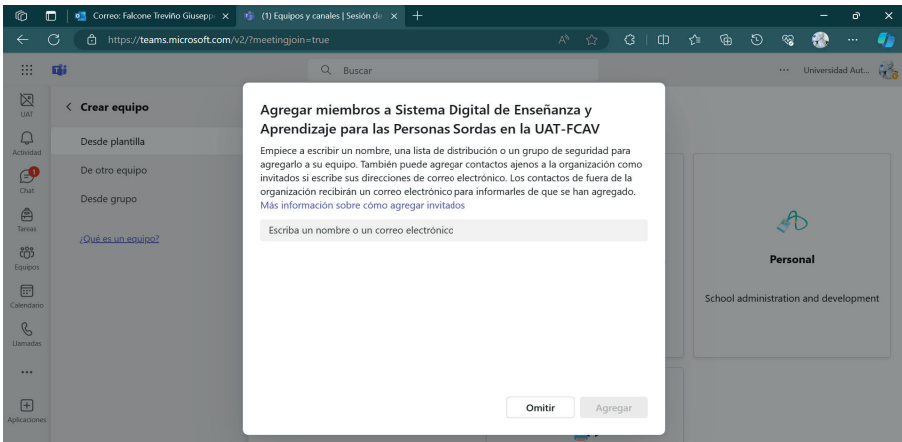 Correo: Falcone Treviño Giusepp
(1) Equipos y canales | Sesión de
https://teams.microsoft.com/v2/?meetingjoin=true
Buscar
Universidad Aut...
UAT
Actividad
1
Chat
Tareas
Equipos
Calendario
Llamadas
Aplicaciones
Crear equipo
Desde plantilla
De otro equipo
Desde grupo
¿Qué es un equipo?
Agregar miembros a Sistema Digital de Enseñanza y
Aprendizaje para las Personas Sordas en la UAT-FCAV
Empiece a escribir un nombre, una lista de distribución o un grupo de seguridad para
agregarlo a su equipo. También puede agregar contactos ajenos a la organización como
invitados si escribe sus direcciones de correo electrónico. Los contactos de fuera de la
organización recibirán un correo electrónico para informarles de que se han agregado.
Más información sobre cómo agregar invitados
Escriba un nombre o un correo electrónico
Omitir
Agregar
Personal
School administration and development